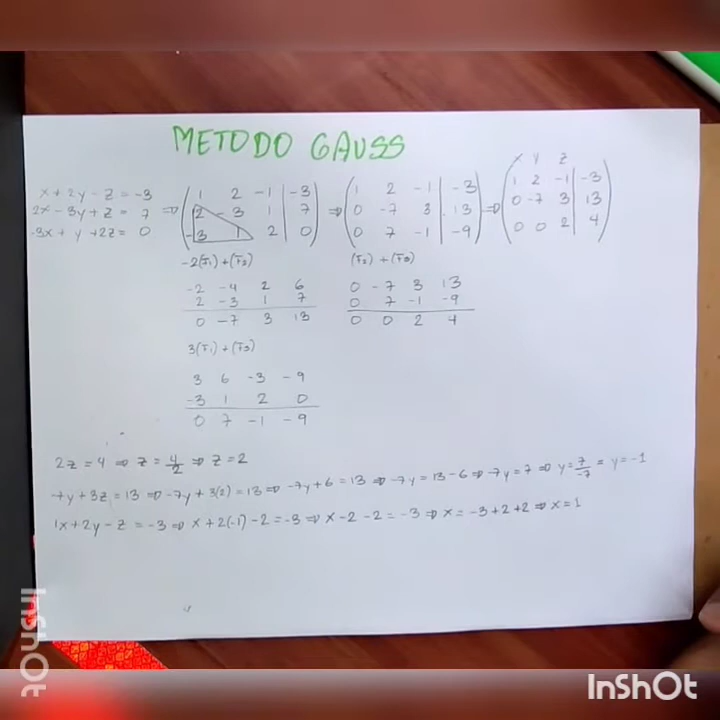 METODO GAUSS
x + 2y - z = -3
2x - 3y + z = 7
-3x + y + 2z = 0
⇒ ( 1 2 -1 | -3
2 -3 1 | 7
-3 1 2 | 0 )
⇒ ( 1 2 -1 | -3
0 -7 3 | 13
0 7 -1 | -9 )
⇒ x y z
( 1 2 -1 | -3
0 -7 3 | 13
0 0 2 | 4 )
-2(F₁) + (F₂)
-2 -4 2 6
2 -3 1 7
0 -7 3 13
3(F₁) + (F₃)
3 6 -3 -9
-3 1 2 0
0 7 -1 -9
(F₂) + (F₃)
0 -7 3 13
0 7 -1 -9
0 0 2 4
2z = 4 ⇒ z = 4/2 ⇒ z = 2
-7y + 3z = 13 ⇒ -7y + 3(2) = 13 ⇒ -7y + 6 = 13 ⇒ -7y = 13 - 6 ⇒ -7y = 7 ⇒ y = 7/-7 = y = -1
1x + 2y - z = -3 ⇒ x + 2(-1) - 2 = -3 ⇒ x - 2 - 2 = -3 ⇒ x = -3 + 2 + 2 ⇒ x = 1
InShOt
InShOt